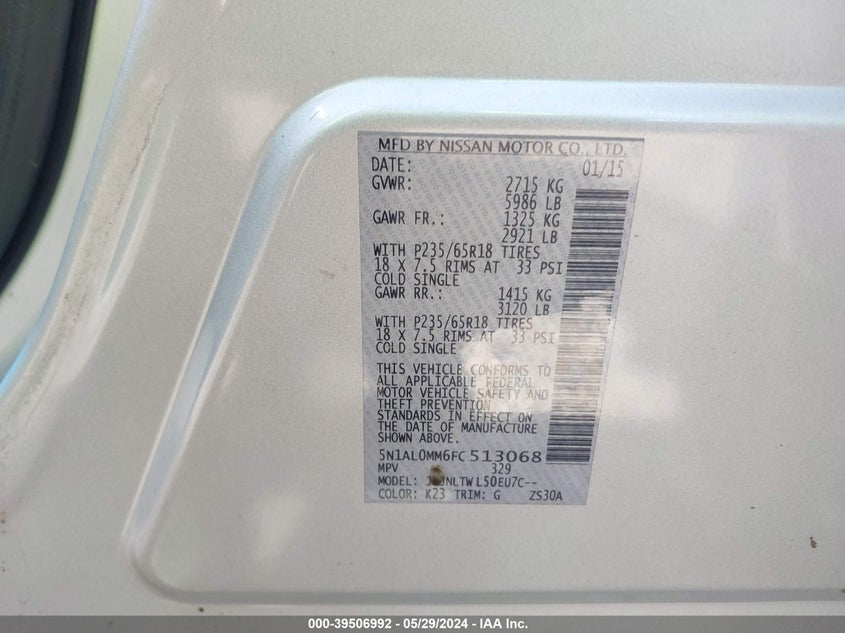 MFD BY NISSAN MOTOR CO., LTD.
DATE: 01/15
GVWR: 2715 KG
5986 LB
GAWR FR.: 1325 KG
2921 LB
WITH P235/65R18 TIRES
18 X 7.5 RIMS AT 33 PSI
COLD SINGLE
GAWR RR.: 1415 KG
3120 LB
WITH P235/65R18 TIRES
18 X 7.5 RIMS AT 33 PSI
COLD SINGLE
THIS VEHICLE CONFORMS TO
ALL APPLICABLE FEDERAL
MOTOR VEHICLE SAFETY AND
THEFT PREVENTION
STANDARDS IN EFFECT ON
THE DATE OF MANUFACTURE
SHOWN ABOVE.
5N1AL0MM6FC513068
MPV 329
MODEL:
COLOR: K23 TRIM: G ZS30A
000-39506992 - 05/29/2024 - IAA Inc.